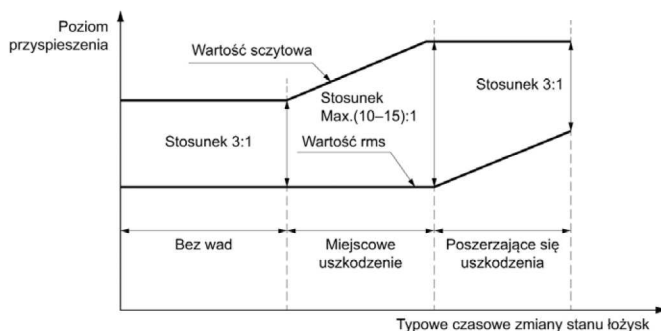 Poziom
przyspieszenia
Wartość sczytowa
Stosunek
Max.(10–15):1
Stosunek 3:1
Stosunek 3:1
Wartość rms
Bez wad
Miejscowe
uszkodzenie
Poszerzające się
uszkodzenia
Typowe czasowe zmiany stanu łożysk